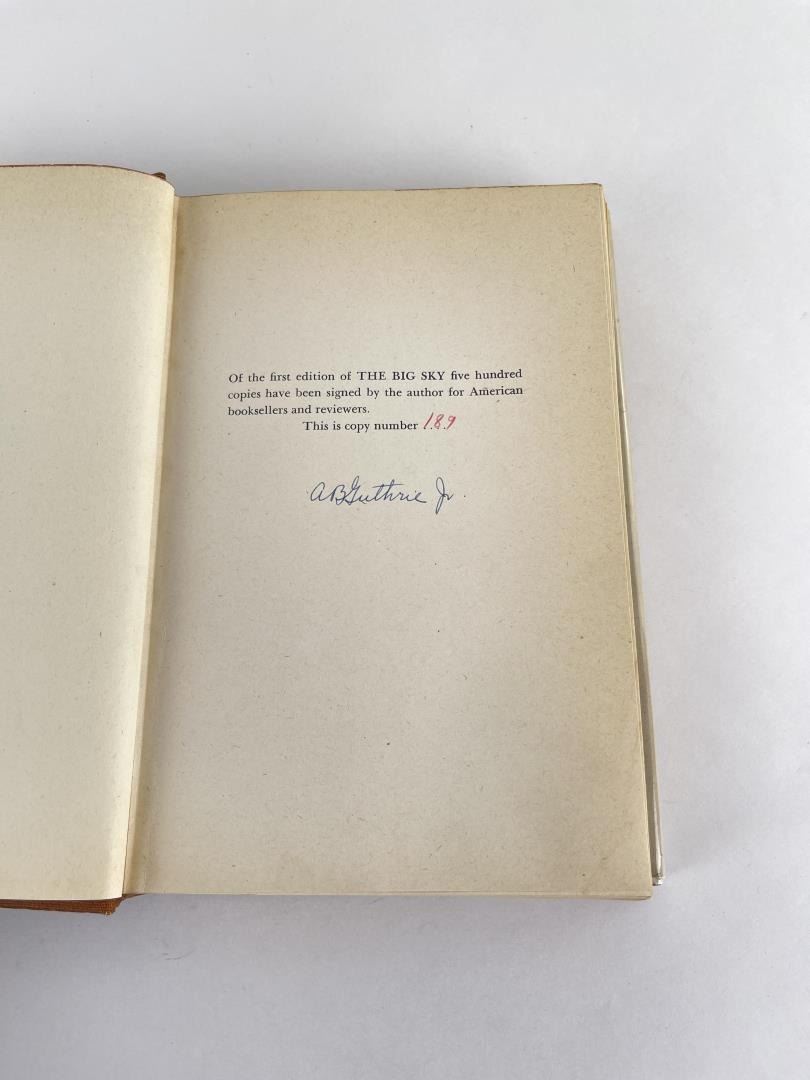 Of the first edition of THE BIG SKY five hundred
copies have been signed by the author for American
booksellers and reviewers.
This is copy number 189
A B Guthrie Jr.